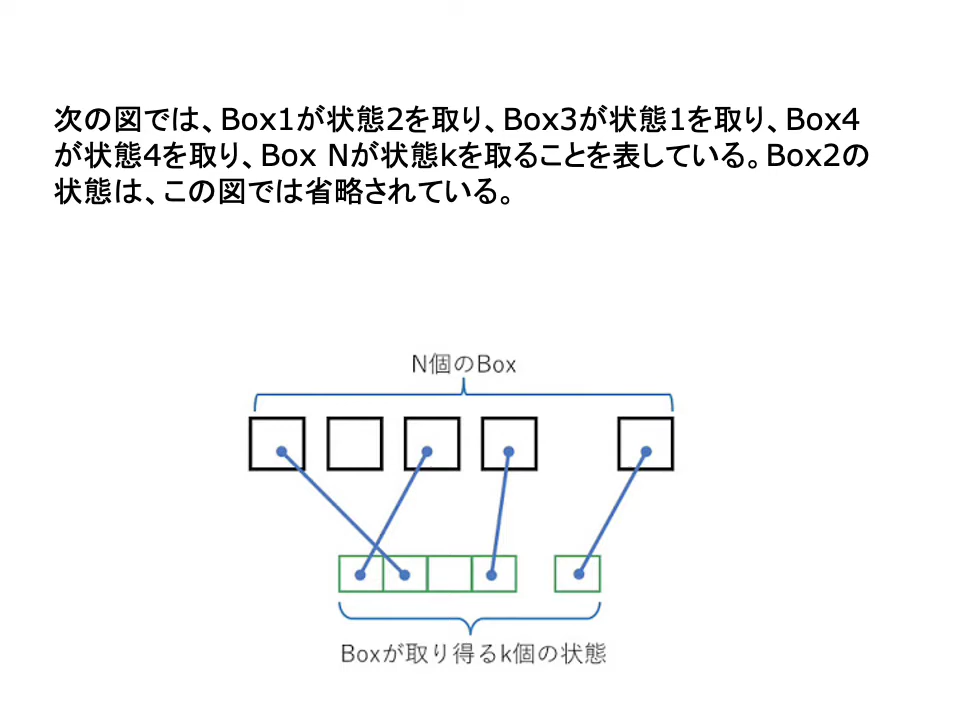 次の図では、Box1が状態2を取り、Box3が状態1を取り、Box4
が状態4を取り、Box Nが状態kを取ることを表している。Box2の
状態は、この図では省略されている。
N個のBox
Boxが取り得るk個の状態